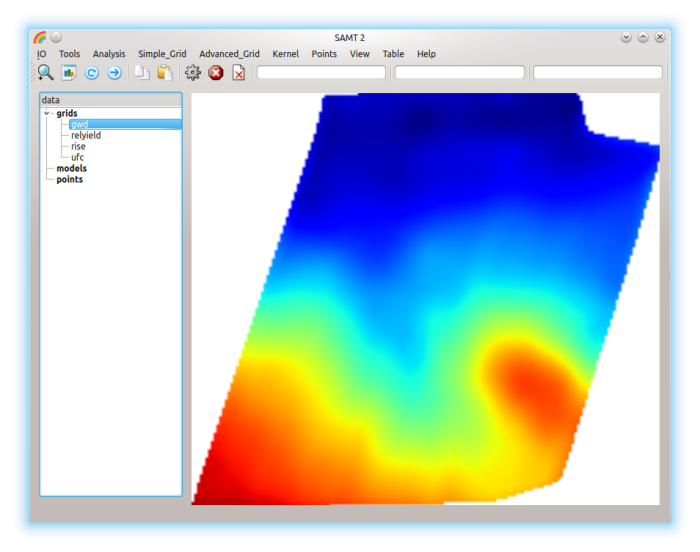 SAMT 2
IO Tools Analysis Simple_Grid Advanced_Grid Kernel Points View Table Help
data
grids
gwd
relyield
rise
ufc
models
points